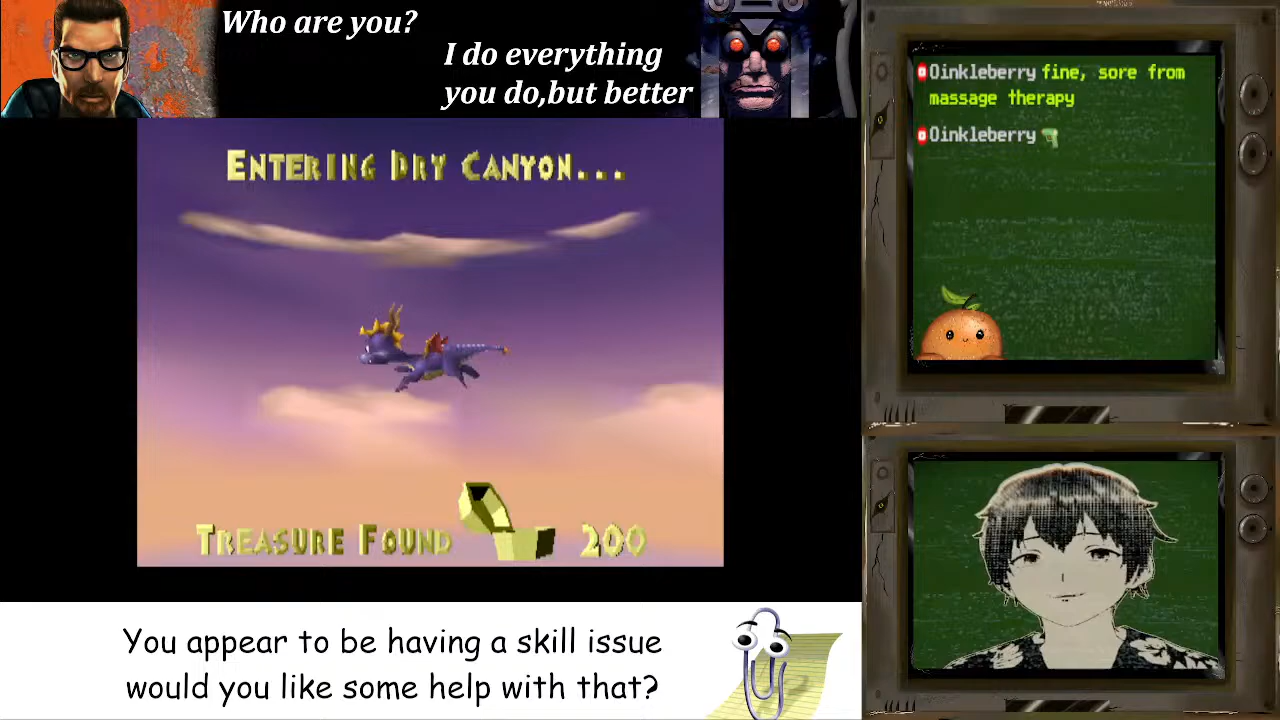 Who are you?
I do everything
you do,but better
Oinkleberry fine, sore from
massage therapy
Oinkleberry
ENTERING DRY CANYON...
TREASURE FOUND 200
You appear to be having a skill issue
would you like some help with that?